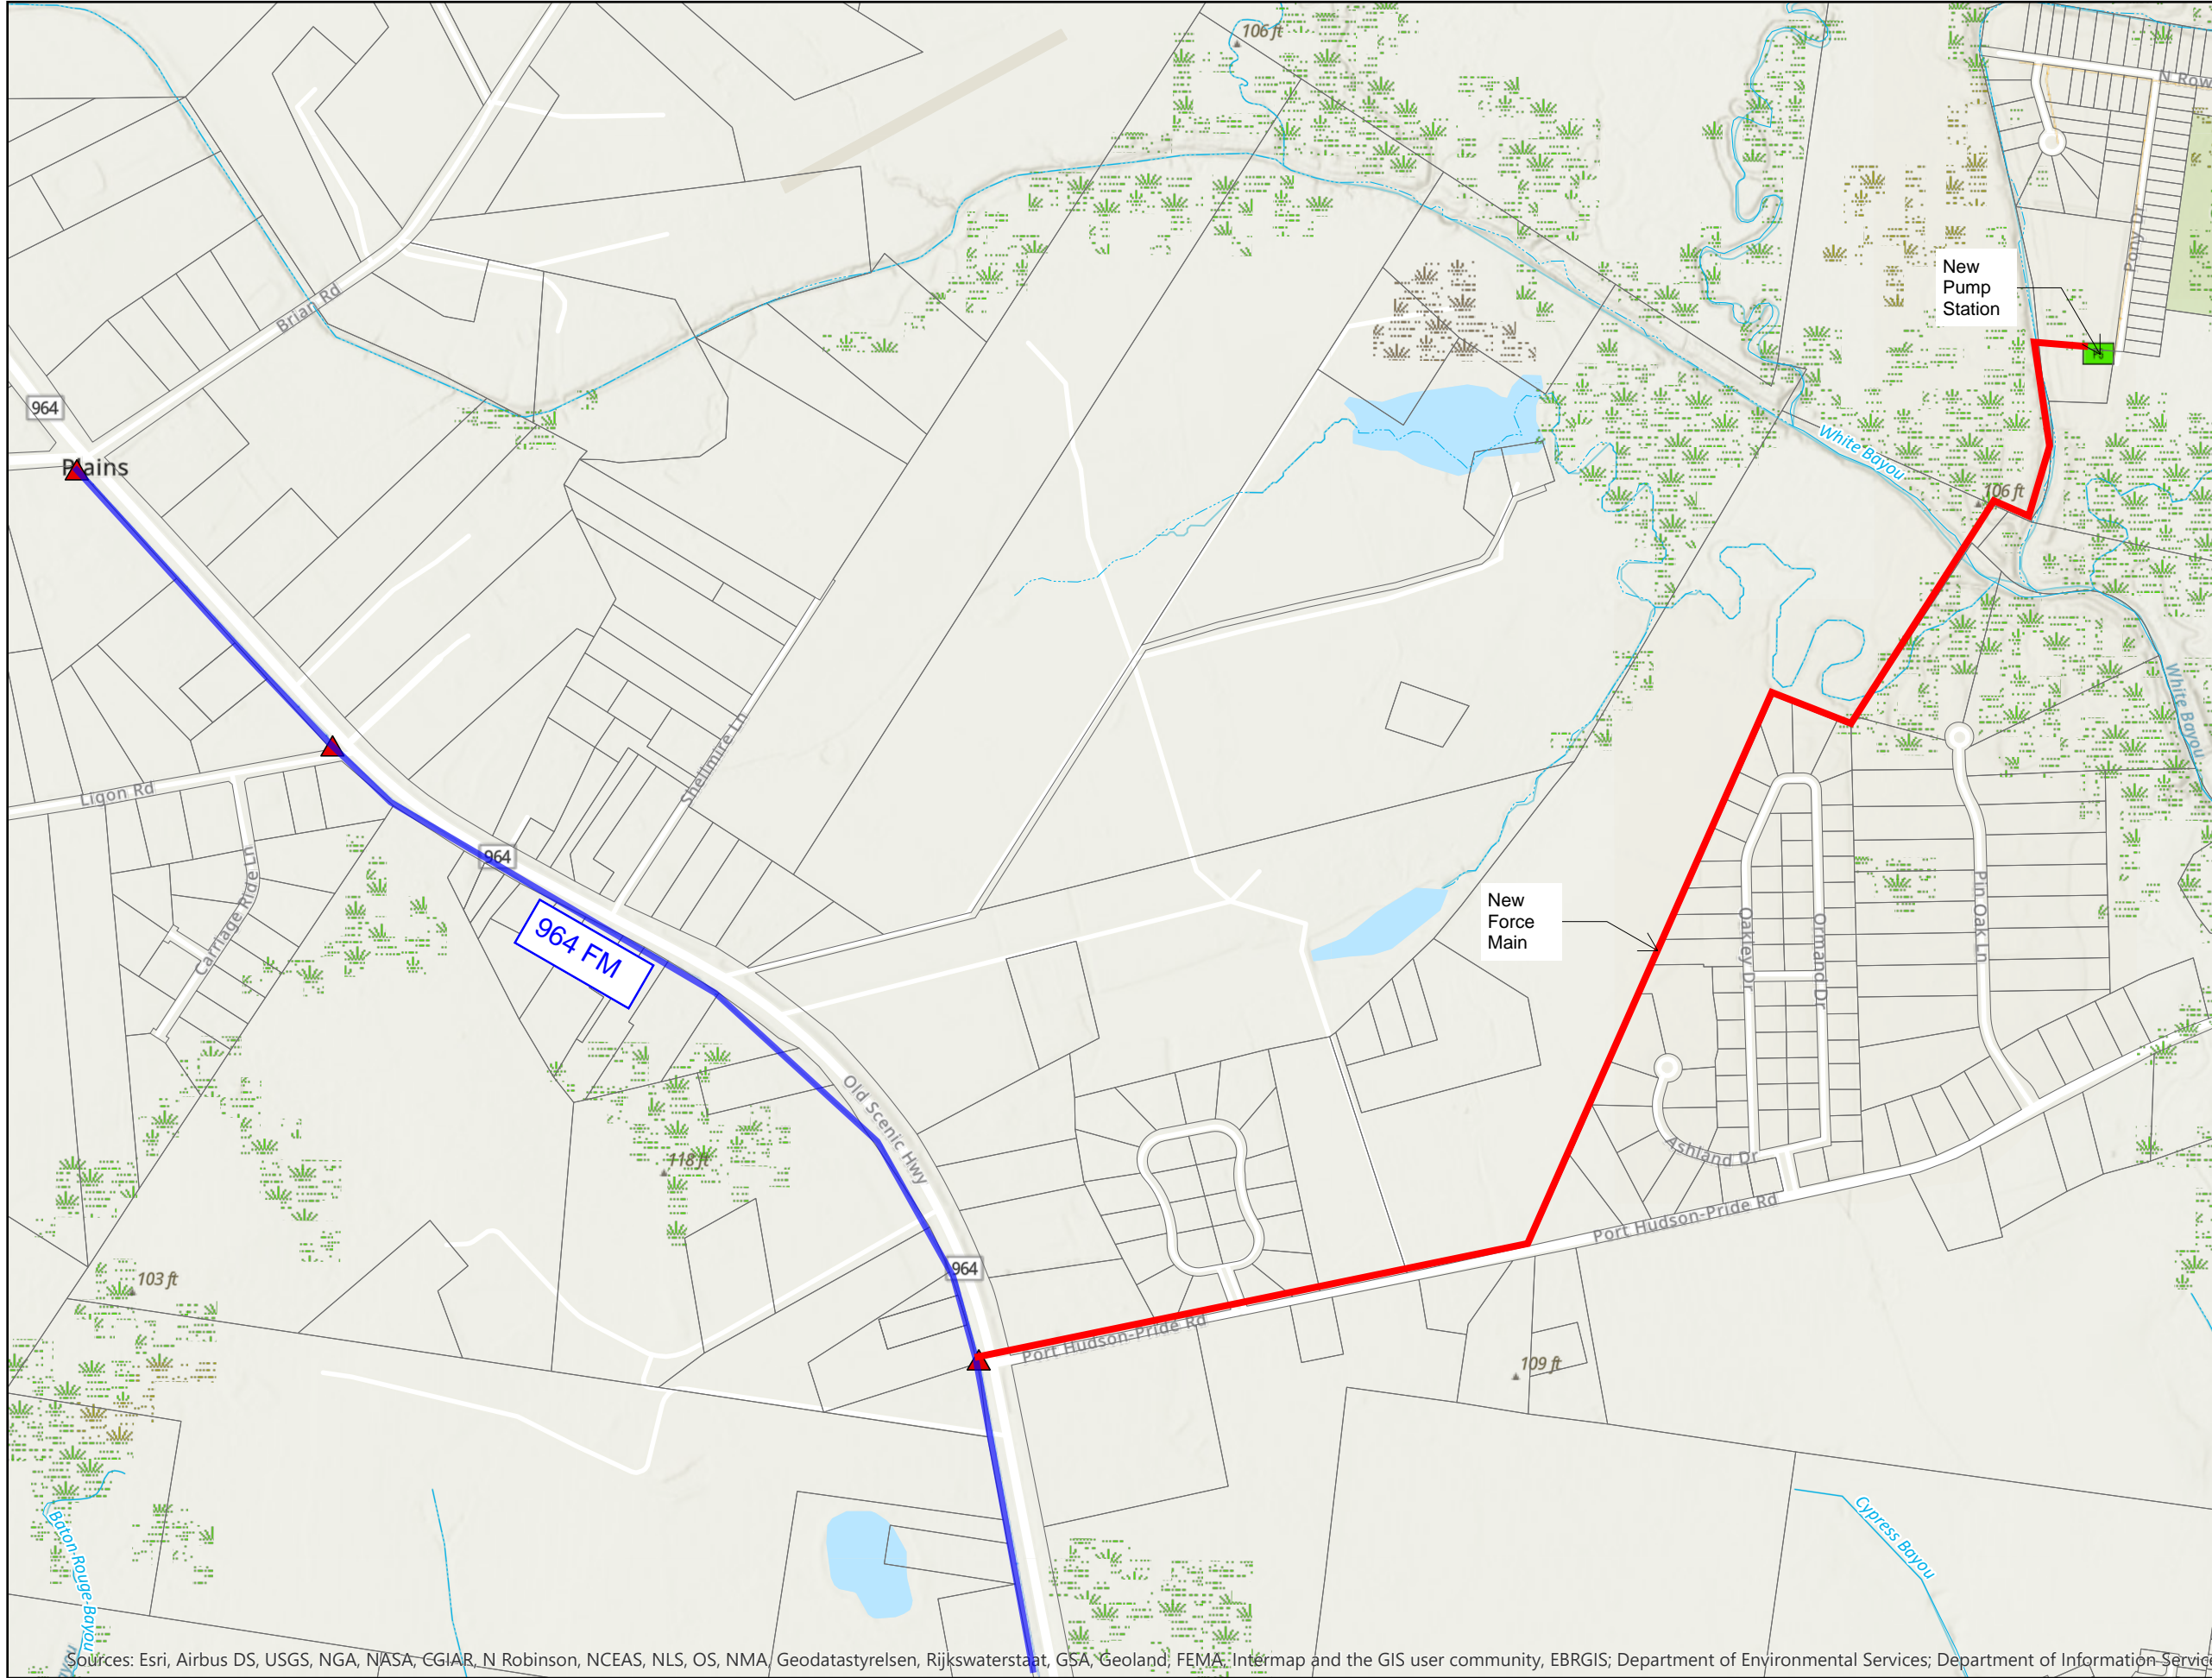 106 ft
N Row
Pony Dr
New
Pump
Station
Brian Rd
964
Plains
White Bayou
106 ft
White Bayou
Shellmire Ln
Ligon Rd
964
Carriage Ride Ln
964 FM
New
Force
Main
Oakley Dr
Ormand Dr
Pin Oak Ln
Old Scenic Hwy
118 ft
Ashland Dr
Port Hudson-Pride Rd
964
103 ft
Port Hudson-Pride Rd
109 ft
Baton-Rouge-Bayou
Cypress Bayou
Sources: Esri, Airbus DS, USGS, NGA, NASA, CGIAR, N Robinson, NCEAS, NLS, OS, NMA, Geodatastyrelsen, Rijkswaterstaat, GSA, Geoland, FEMA, Intermap and the GIS user community, EBRGIS; Department of Environmental Services; Department of Information Service